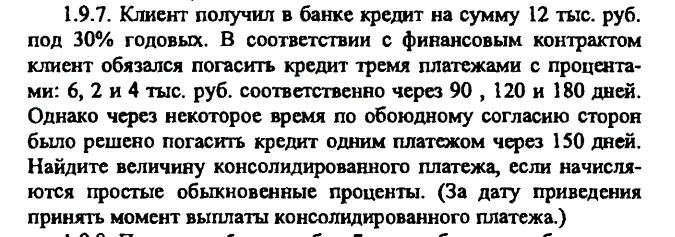 1.9.7. Клиент получил в банке кредит на сумму 12 тыс. руб.
под 30% годовых. В соответствии с финансовым контрактом
клиент обязался погасить кредит тремя платежами с процента-
ми: 6, 2 и 4 тыс. руб. соответственно через 90 , 120 и 180 дней.
Однако через некоторое время по обоюдному согласию сторон
было решено погасить кредит одним платежом через 150 дней.
Найдите величину консолидированного платежа, если начисля-
ются простые обыкновенные проценты. (За дату приведения
принять момент выплаты консолидированного платежа.)